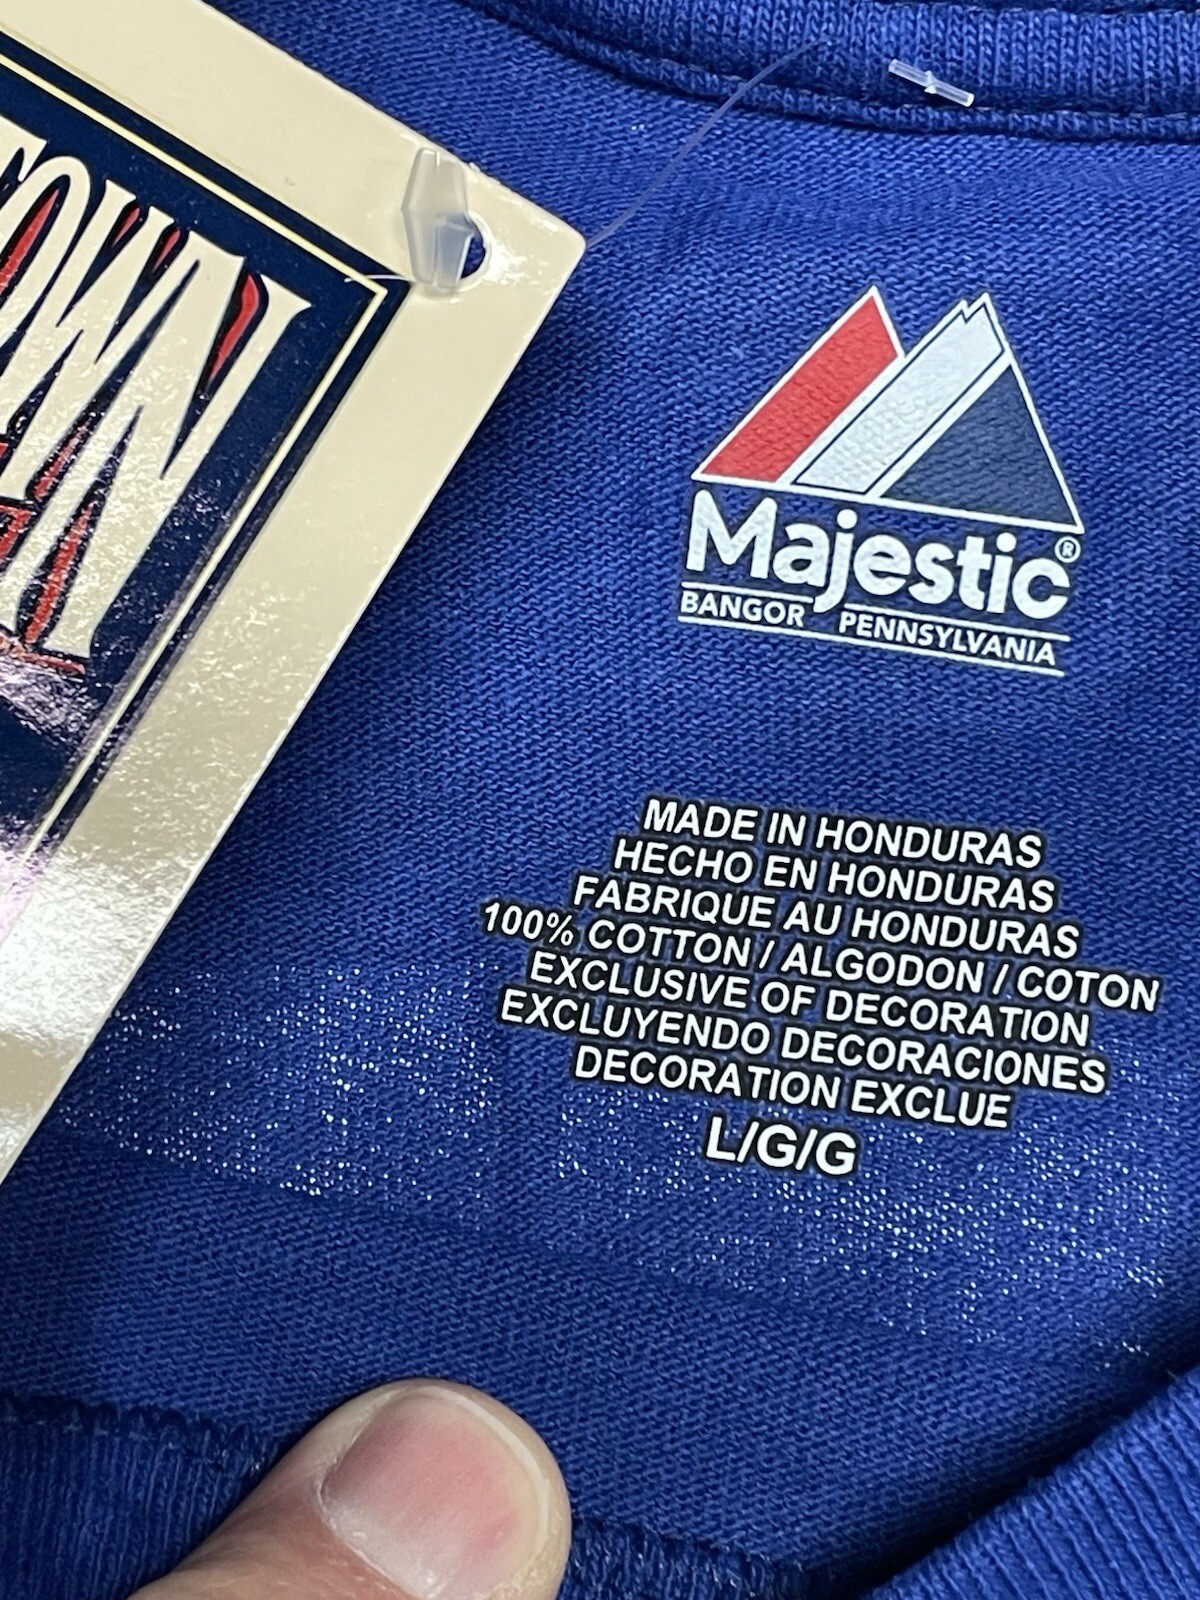 TOWN
Majestic®
BANGOR PENNSYLVANIA
MADE IN HONDURAS
HECHO EN HONDURAS
FABRIQUE AU HONDURAS
100% COTTON / ALGODON / COTON
EXCLUSIVE OF DECORATION
EXCLUYENDO DECORACIONES
DECORATION EXCLUE
L/G/G